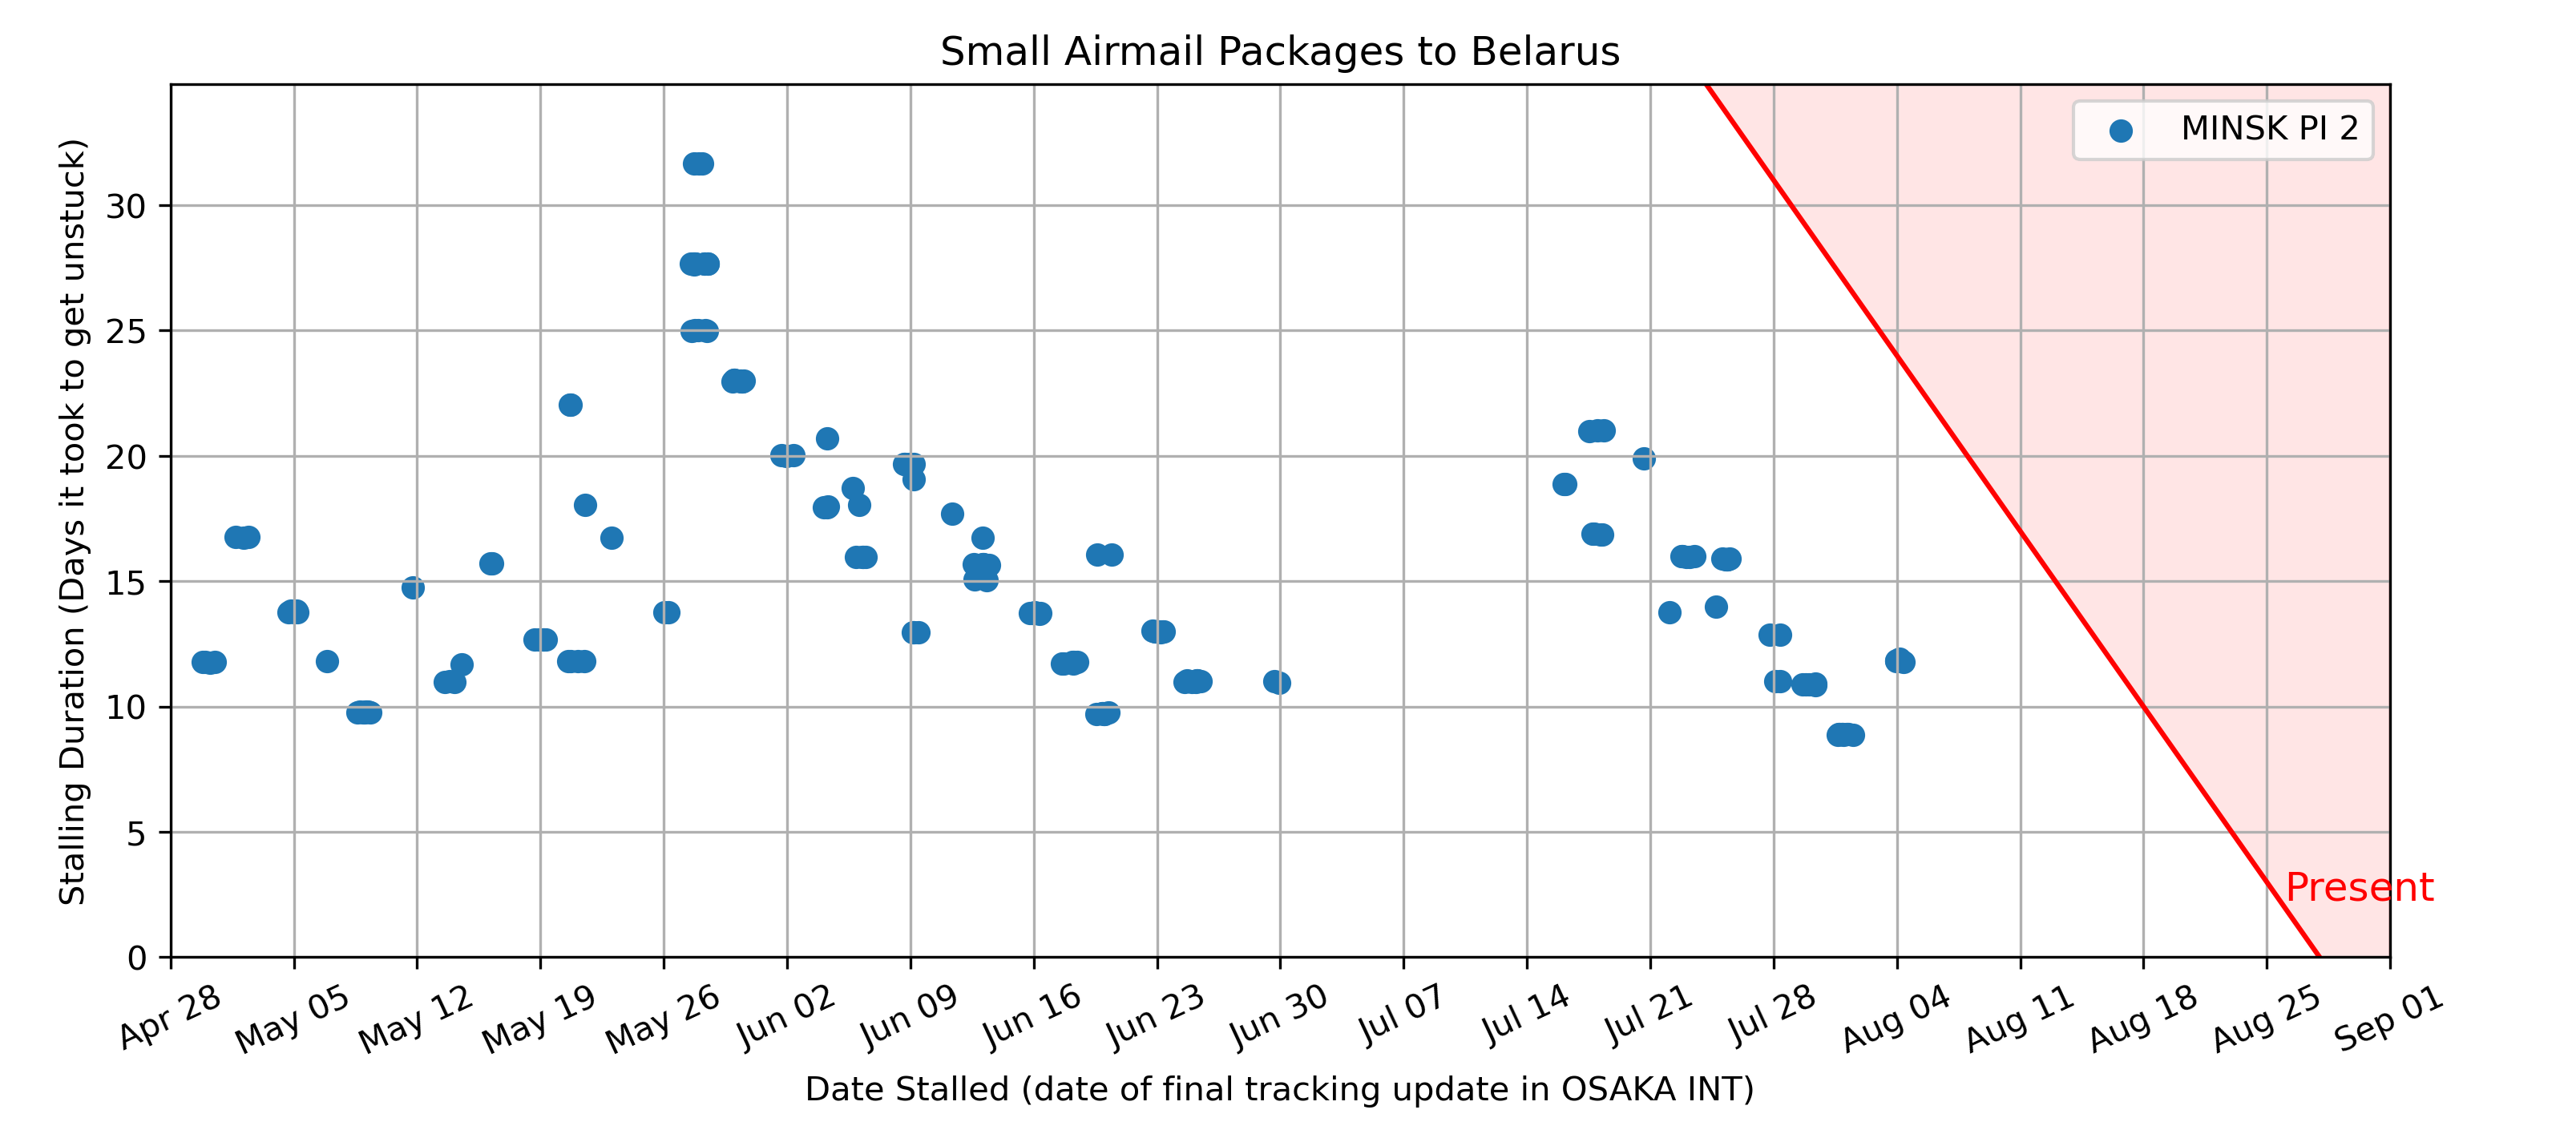 Small Airmail Packages to Belarus
MINSK PI 2
Stalling Duration (Days it took to get unstuck)
30
25
20
15
10
5
0
Present
Apr 28
May 05
May 12
May 19
May 26
Jun 02
Jun 09
Jun 16
Jun 23
Jun 30
Jul 07
Jul 14
Jul 21
Jul 28
Aug 04
Aug 11
Aug 18
Aug 25
Sep 01
Date Stalled (date of final tracking update in OSAKA INT)